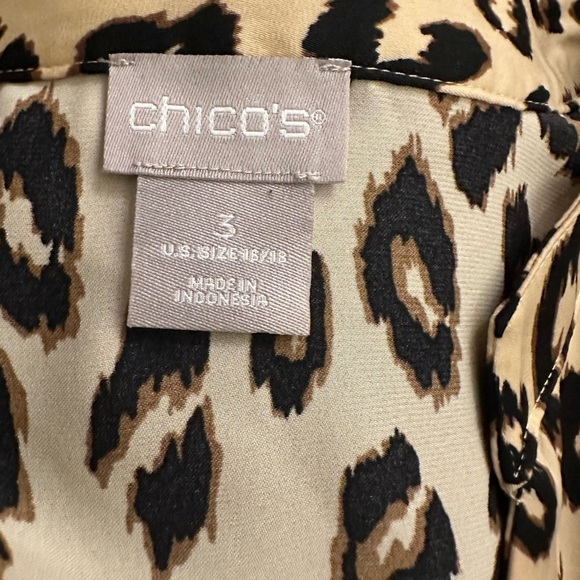 chico's®
3
U.S. SIZE 16/18
MADE IN
INDONESIA